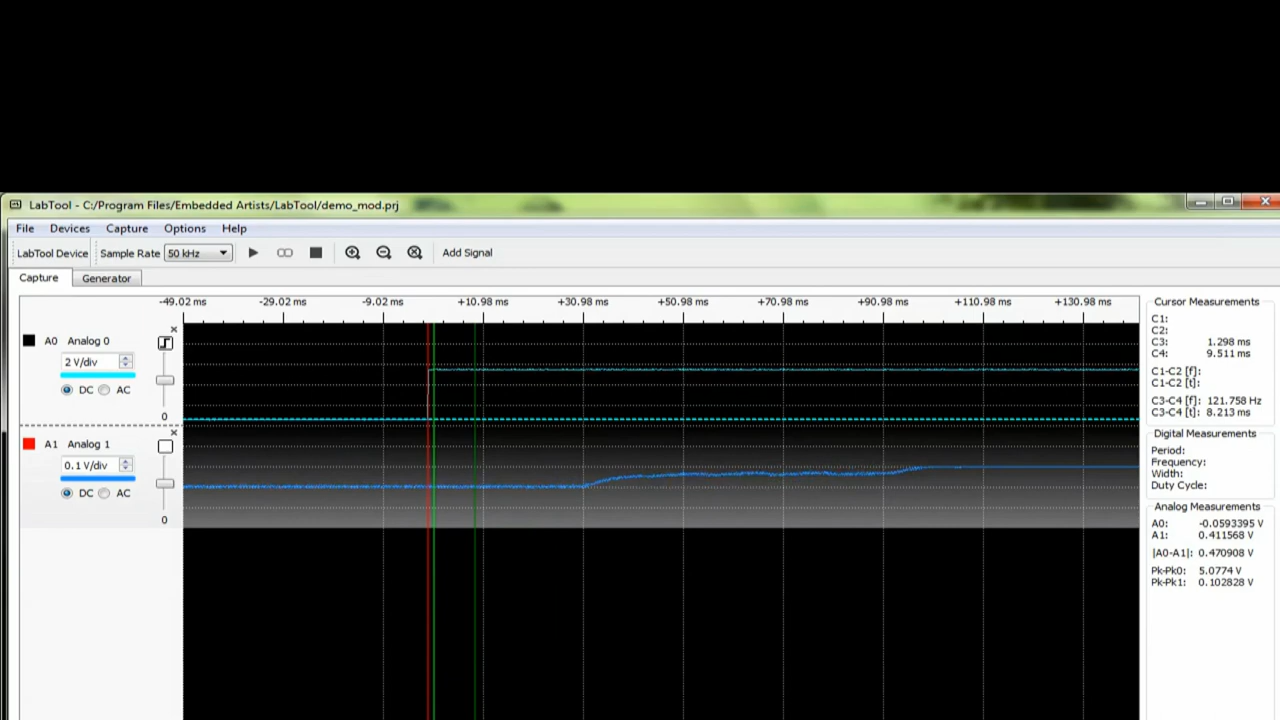 LabTool - C:/Program Files/Embedded Artists/LabTool/demo_mod.prj
File Devices Capture Options Help
LabTool Device Sample Rate 50 kHz Add Signal
Capture Generator
-49.02 ms -29.02 ms -9.02 ms +10.98 ms +30.98 ms +50.98 ms +70.98 ms +90.98 ms +110.98 ms +130.98 ms
A0 Analog 0
2 V/div
DC AC
0
A1 Analog 1
0.1 V/div
DC AC
0
Cursor Measurements
C1:
C2:
C3: 1.298 ms
C4: 9.511 ms
C1-C2 [f]:
C1-C2 [t]:
C3-C4 [f]: 121.758 Hz
C3-C4 [t]: 8.213 ms
Digital Measurements
Period:
Frequency:
Width:
Duty Cycle:
Analog Measurements
A0: -0.0593395 V
A1: 0.411568 V
|A0-A1|: 0.470908 V
Pk-Pk0: 5.0774 V
Pk-Pk1: 0.102828 V